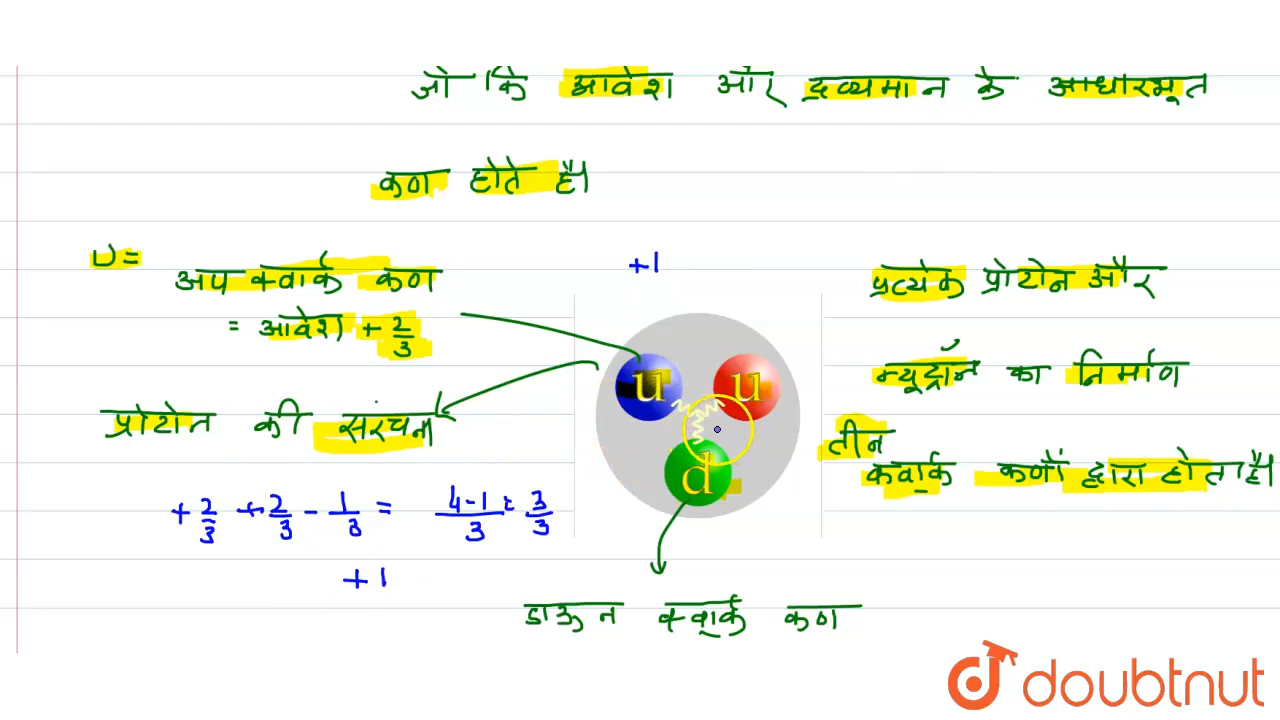 जो कि आवेश और द्रव्यमान के आधारभूत
कण होते हैं।
U =
अप क्वार्क कण
= आवेश + 2/3
प्रोटोन की संरचना
+ 2/3 + 2/3 - 1/3 = 4-1/3 = 3/3
+ 1
+1
u u
d
डाऊन क्वार्क कण
प्रत्येक प्रोटोन और
न्यूट्रॉन का निर्माण
तीन
क्वार्क कणों द्वारा होता है।
doubtnut